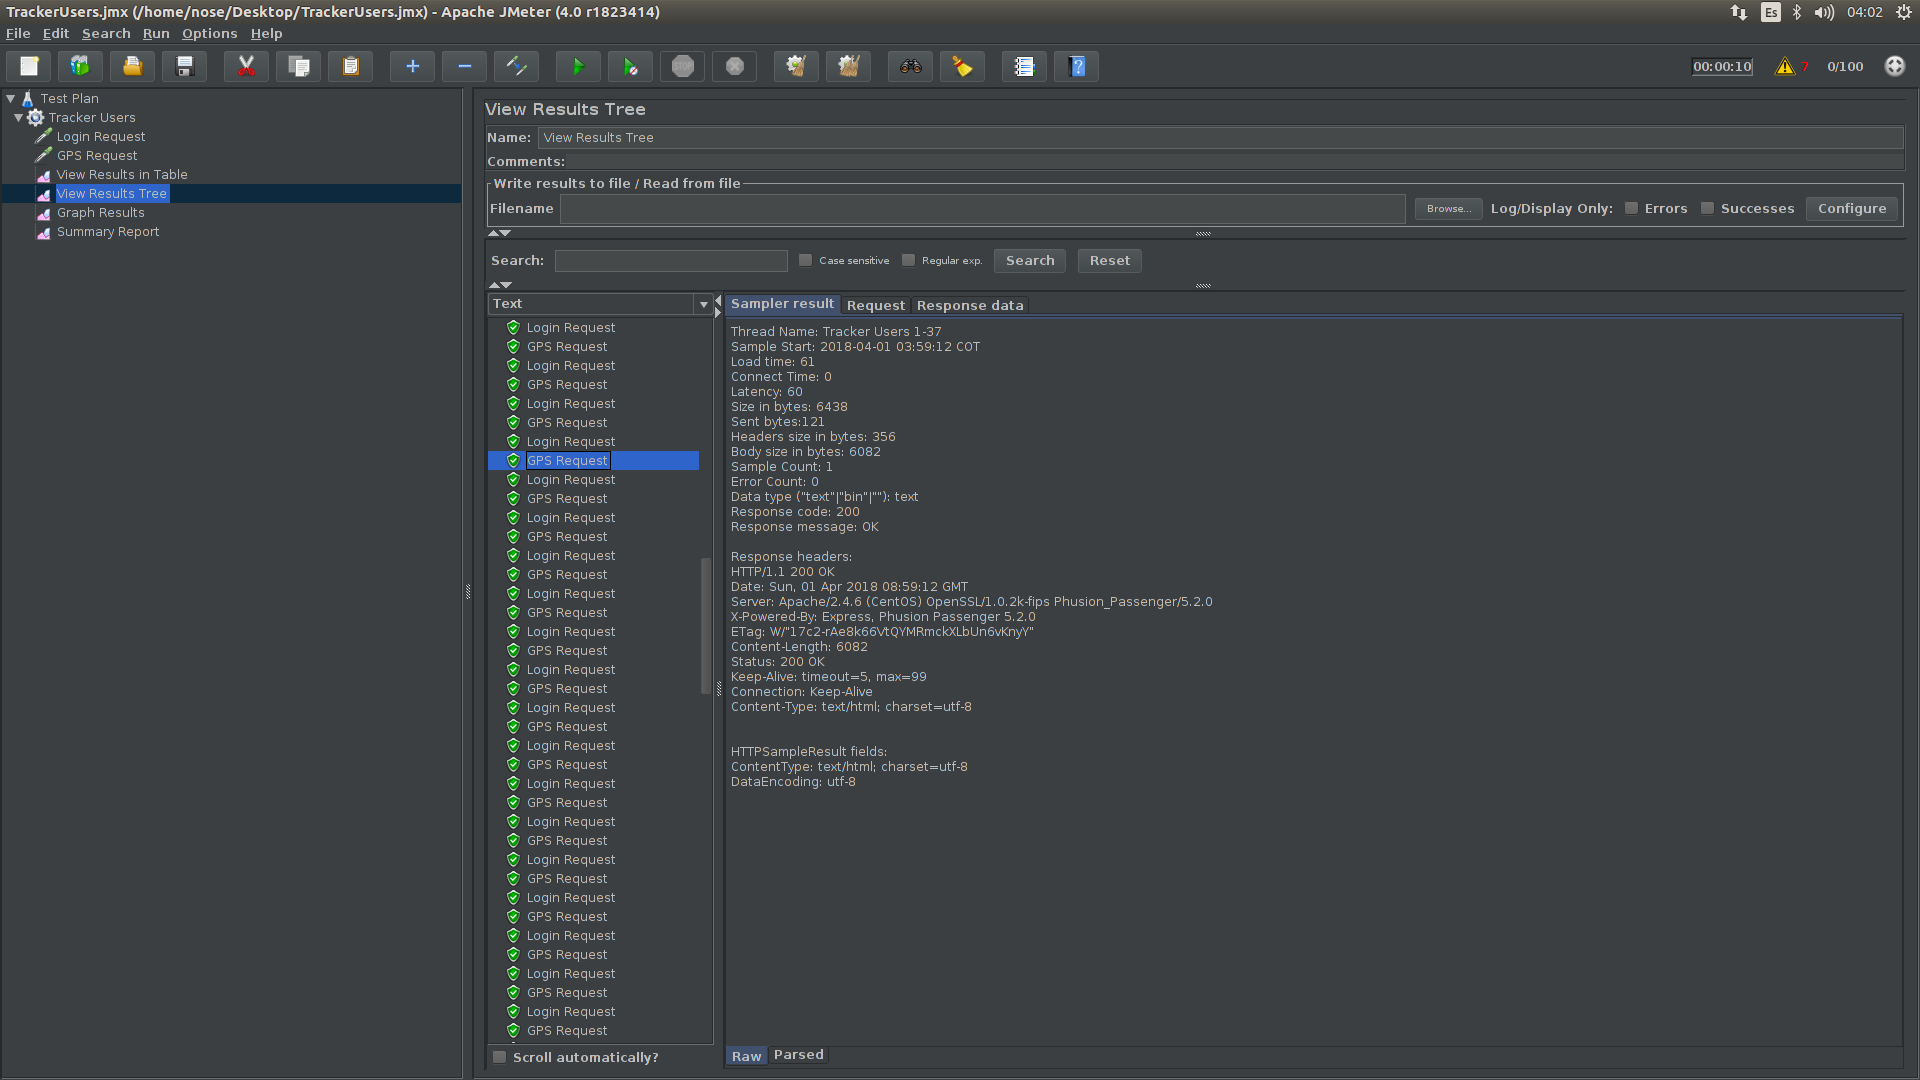 TrackerUsers.jmx (/home/nose/Desktop/TrackerUsers.jmx) - Apache JMeter (4.0 r1823414)
Es
04:02
File Edit Search Run Options Help
STOP
00:00:10
7
0/100
Test Plan
Tracker Users
Login Request
GPS Request
View Results in Table
View Results Tree
Graph Results
Summary Report
View Results Tree
Name: View Results Tree
Comments:
Write results to file / Read from file
Filename
Browse...
Log/Display Only: Errors Successes Configure
Search: Case sensitive Regular exp. Search Reset
Text
Login Request
GPS Request
Login Request
GPS Request
Login Request
GPS Request
Login Request
GPS Request
Login Request
GPS Request
Login Request
GPS Request
Login Request
GPS Request
Login Request
GPS Request
Login Request
GPS Request
Login Request
GPS Request
Login Request
GPS Request
Login Request
GPS Request
Login Request
GPS Request
Login Request
GPS Request
Login Request
GPS Request
Login Request
GPS Request
Login Request
GPS Request
Login Request
GPS Request
Login Request
GPS Request
Scroll automatically?
Sampler result Request Response data
Thread Name: Tracker Users 1-37
Sample Start: 2018-04-01 03:59:12 COT
Load time: 61
Connect Time: 0
Latency: 60
Size in bytes: 6438
Sent bytes:121
Headers size in bytes: 356
Body size in bytes: 6082
Sample Count: 1
Error Count: 0
Data type ("text"|"bin"|""): text
Response code: 200
Response message: OK
Response headers:
HTTP/1.1 200 OK
Date: Sun, 01 Apr 2018 08:59:12 GMT
Server: Apache/2.4.6 (CentOS) OpenSSL/1.0.2k-fips Phusion_Passenger/5.2.0
X-Powered-By: Express, Phusion Passenger 5.2.0
ETag: W/"17c2-rAe8k66VtQYMRmckXLbUn6vKnyY"
Content-Length: 6082
Status: 200 OK
Keep-Alive: timeout=5, max=99
Connection: Keep-Alive
Content-Type: text/html; charset=utf-8
HTTPSampleResult fields:
ContentType: text/html; charset=utf-8
DataEncoding: utf-8
Raw Parsed